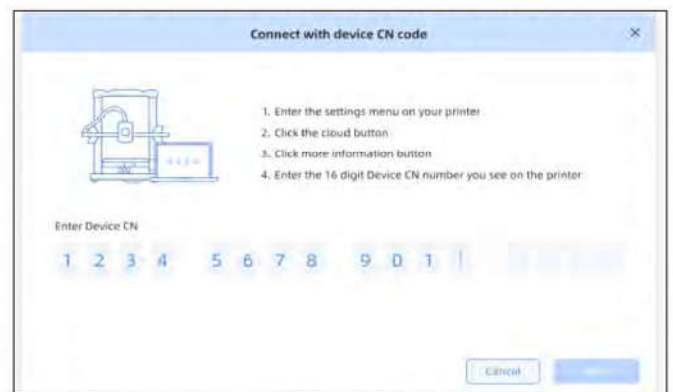 Connect with device CN code
1. Enter the settings menu on your printer
2. Click the cloud button
3. Click more information button
4. Enter the 16 digit Device CN number you see on the printer
Enter Device CN
1 2 3 4 5 6 7 8 9 0 1
Cancel